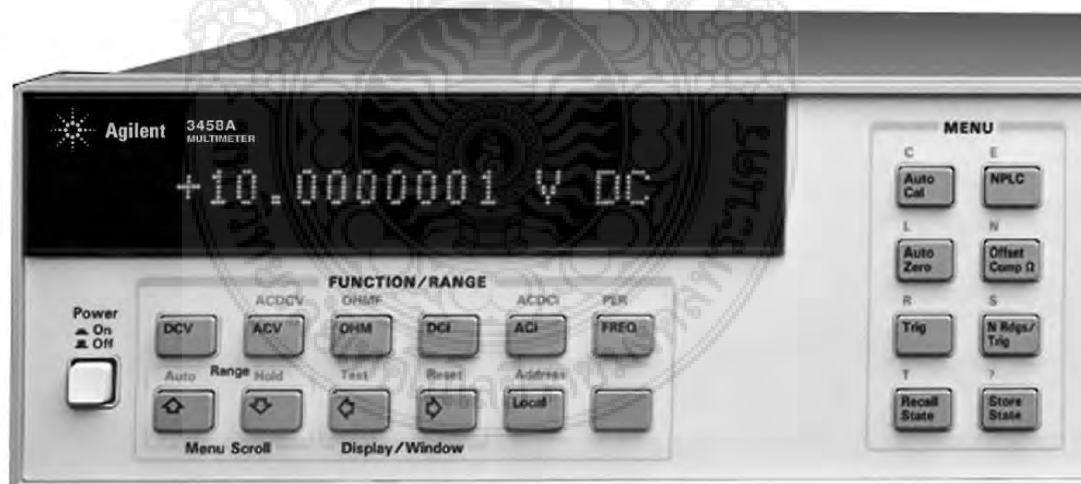 Agilent 3458A
MULTIMETER
+10.0000001 V DC
FUNCTION/RANGE
ACDCV OHMF ACDCI PER
Power
On
Off
DCV ACV OHM DCI ACI FREQ
Auto Range Hold Test Reset Address
Local
Menu Scroll Display/Window
MENU
C E
Auto Cal NPLC
L N
Auto Zero Offset Comp Ω
R S
Trig N Rdgs/ Trig
T ?
Recall State Store State